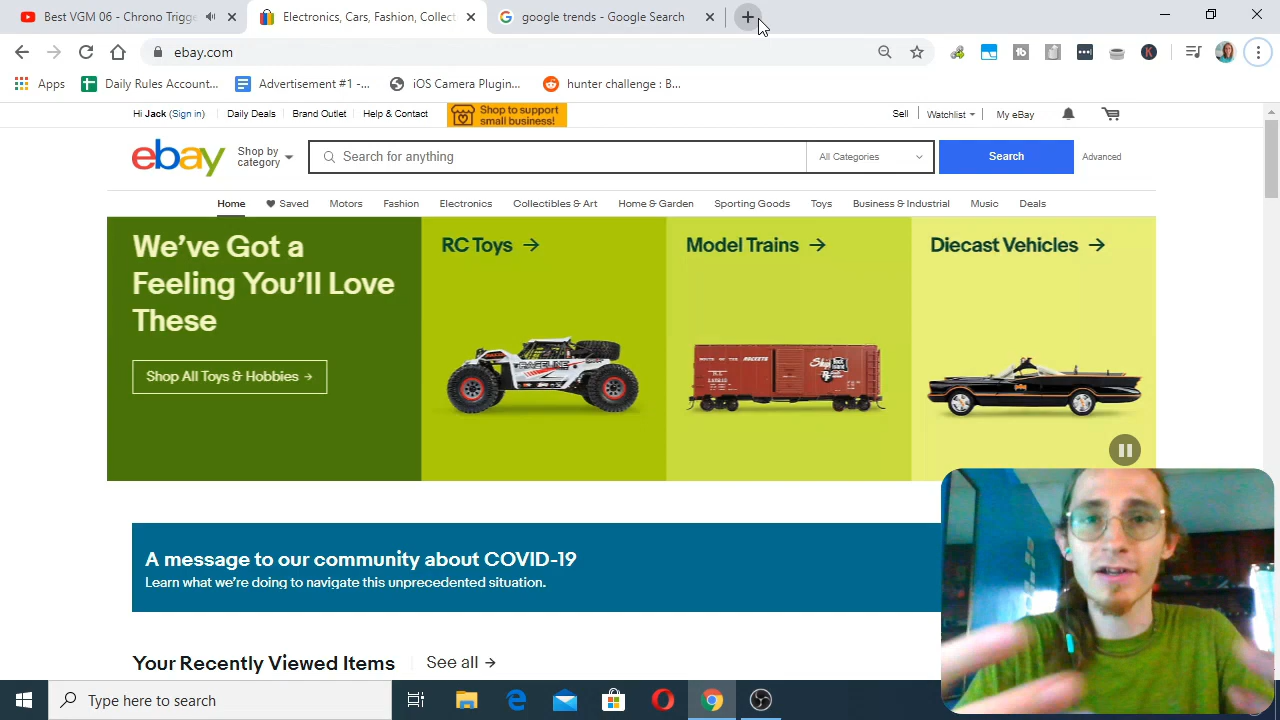 Best VGM 06 - Chrono Trigge
Electronics, Cars, Fashion, Collect
google trends - Google Search
ebay.com
Apps
Daily Rules Account...
Advertisement #1 -...
iOS Camera Plugin...
hunter challenge : B...
Hi Jack (Sign in)
Daily Deals
Brand Outlet
Help & Contact
Shop to support
small business!
Sell
Watchlist
My eBay
ebay
Shop by
category
Search for anything
All Categories
Search
Advanced
Home
Saved
Motors
Fashion
Electronics
Collectibles & Art
Home & Garden
Sporting Goods
Toys
Business & Industrial
Music
Deals
We've Got a
Feeling You'll Love
These
Shop All Toys & Hobbies →
RC Toys →
Model Trains →
Diecast Vehicles →
A message to our community about COVID-19
Learn what we're doing to navigate this unprecedented situation.
Your Recently Viewed Items
See all →
Type here to search